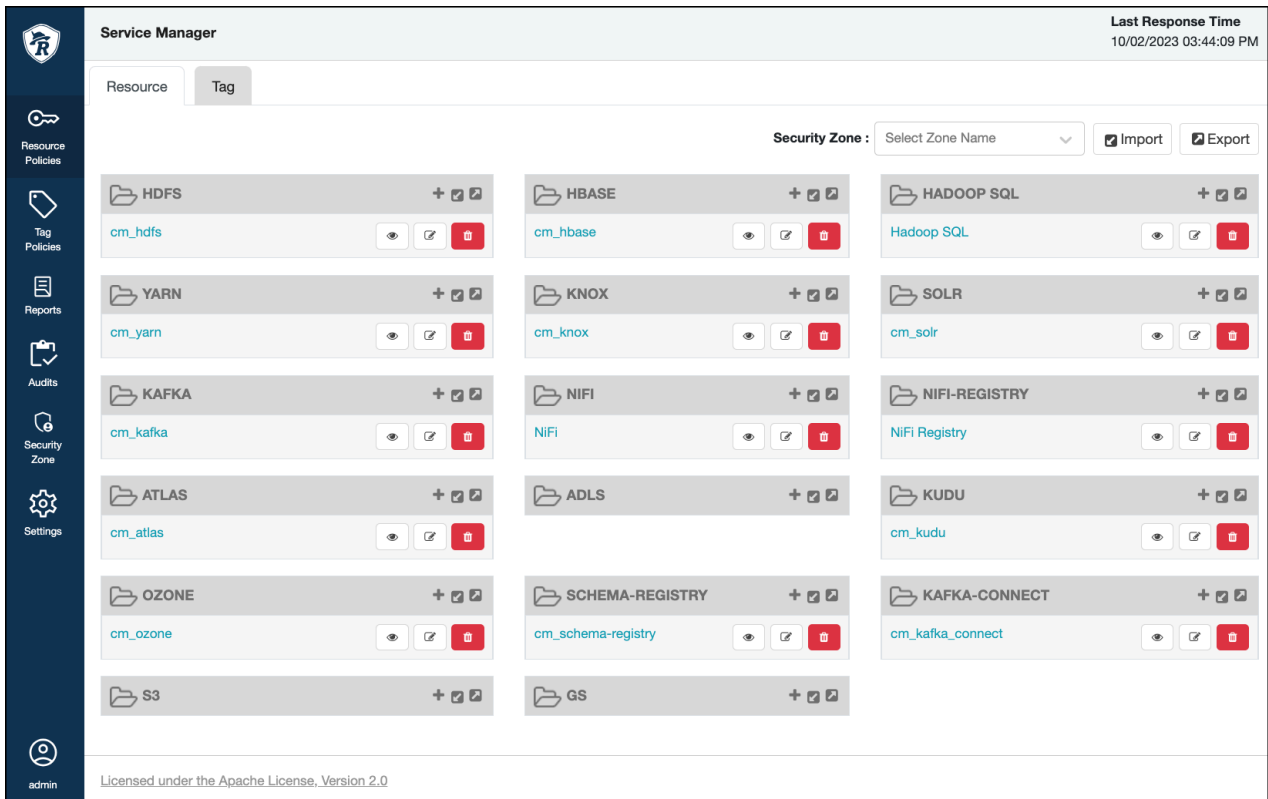 Service Manager
Last Response Time
10/02/2023 03:44:09 PM
R
Resource
Tag
Resource
Policies
Tag
Policies
Reports
Audits
Security
Zone
Settings
admin
Security Zone :
Select Zone Name
Import
Export
HDFS
cm_hdfs
HBASE
cm_hbase
HADOOP SQL
Hadoop SQL
YARN
cm_yarn
KNOX
cm_knox
SOLR
cm_solr
KAFKA
cm_kafka
NIFI
NiFi
NIFI-REGISTRY
NiFi Registry
ATLAS
cm_atlas
ADLS
KUDU
cm_kudu
OZONE
cm_ozone
SCHEMA-REGISTRY
cm_schema-registry
KAFKA-CONNECT
cm_kafka_connect
S3
GS
Licensed under the Apache License, Version 2.0